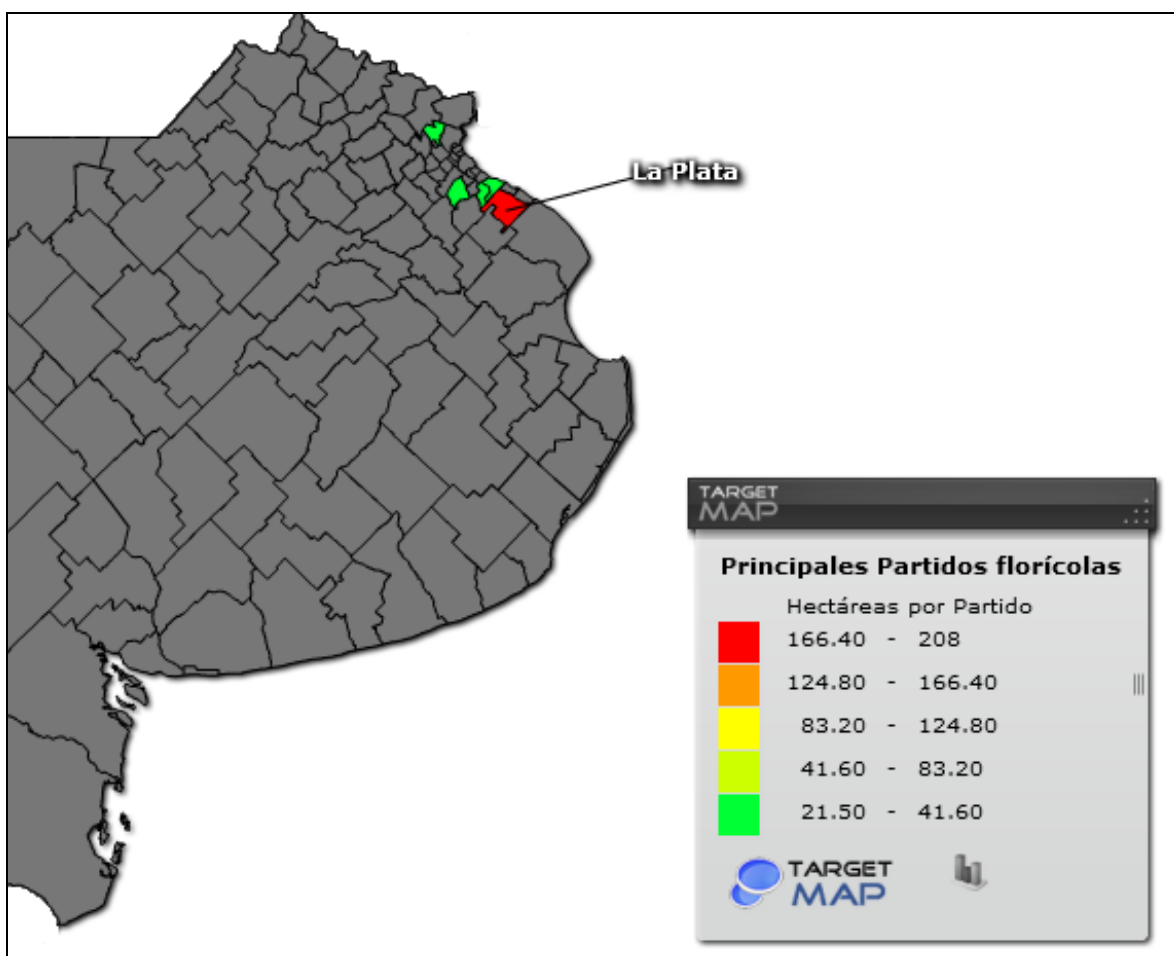 La Plata
TARGET
MAP
Principales Partidos florícolas
Hectáreas por Partido
166.40 - 208
124.80 - 166.40
83.20 - 124.80
41.60 - 83.20
21.50 - 41.60
TARGET
MAP